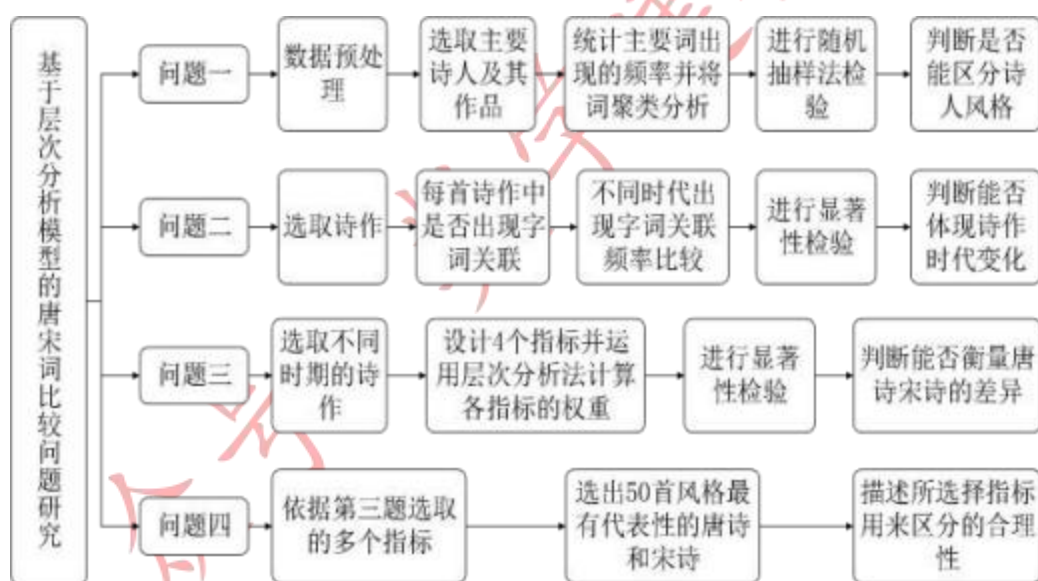 基于层次分析模型的唐宋词比较问题研究
问题一
数据预处
理
选取主要
诗人及其
作品
统计主要词出
现的频率并将
词聚类分析
进行随机
抽样法检
验
判断是否
能区分诗
人风格
问题二
选取诗作
每首诗作中
是否出现字
词关联
不同时代出
现字词关联
频率比较
进行显著
性检验
判断能否
体现诗作
时代变化
问题三
选取不同
时期的诗
作
设计4个指标并运
用层次分析法计算
各指标的权重
进行显著
性检验
判断能否衡量唐
诗宋诗的差异
问题四
依据第三题选取
的多个指标
选出50首风格最
有代表性的唐诗
和宋诗
描述所选择指标
用来区分的合理
性